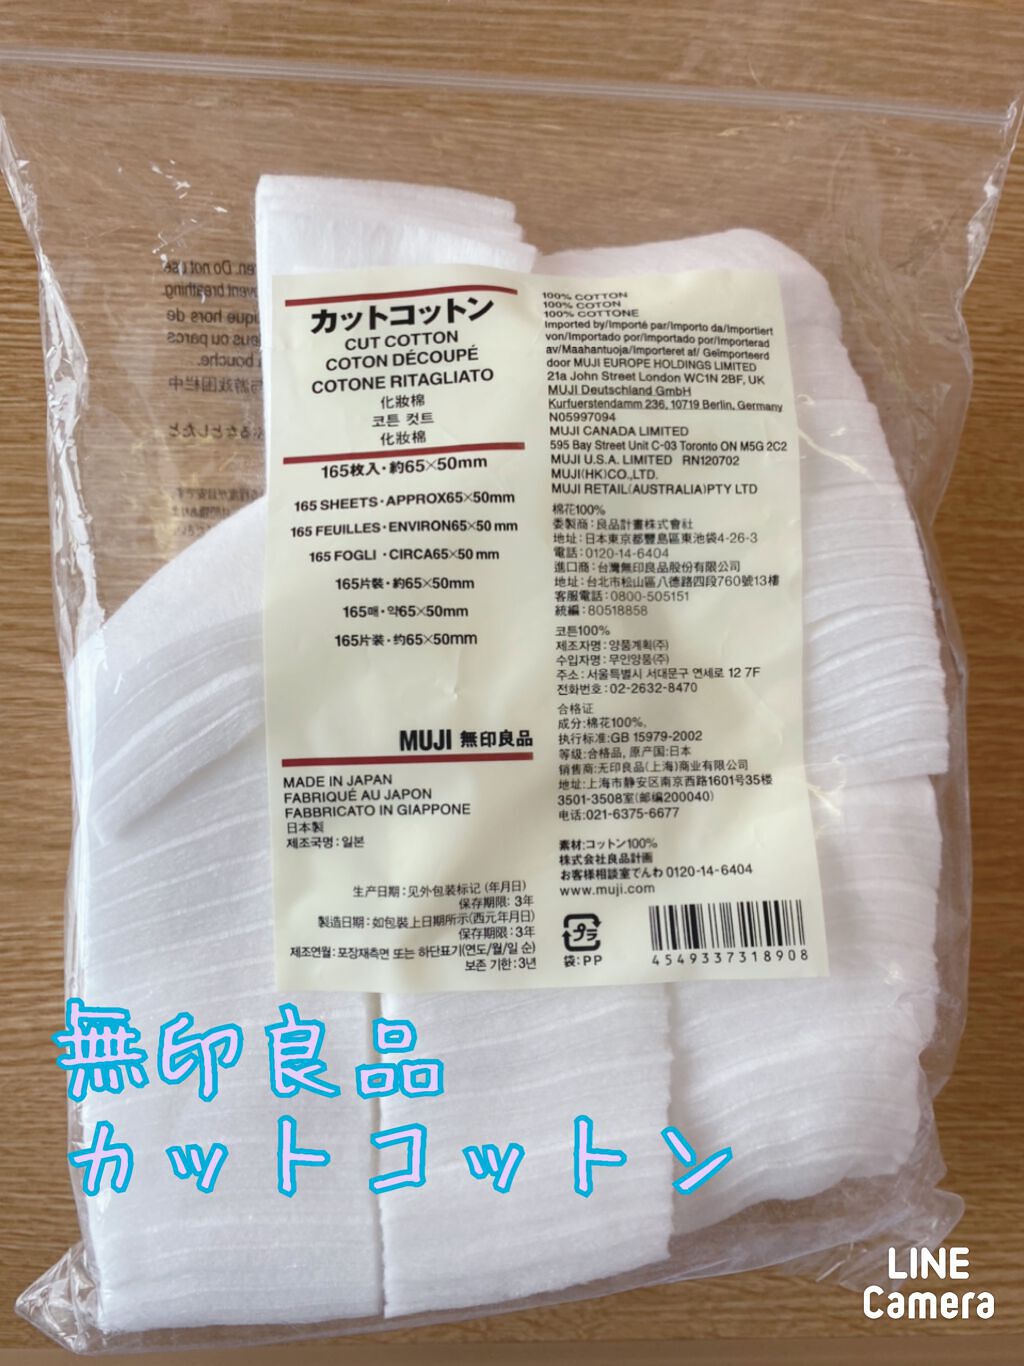 カットコットン
CUT COTTON
COTON DÉCOUPÉ
COTONE RITAGLIATO
化妝棉
코튼 컷트
化妝棉
165枚入・約65×50mm
165 SHEETS・APPROX65×50mm
165 FEUILLES・ENVIRON65×50 mm
165 FOGLI・CIRCA65×50 mm
165片裝・約65×50mm
165매・약65×50mm
165片装・约65×50mm
MUJI 無印良品
MADE IN JAPAN
FABRIQUÉ AU JAPON
FABBRICATO IN GIAPPONE
日本製
제조국명:일본
生产日期:见外包装标记 (年月日)
保存期限: 3年
製造日期:如包裝上日期所示(西元年月日)
保存期限:3年
제조연월:포장재측면 또는 하단표기(연도/월/일 순)
보존 기한:3년
100% COTTON
100% COTON
100% COTTONE
Imported by/Importé par/Importo da/Importiert
von/Importado por/Importado por/Importerad
av/Maahantuoja/Importeret af/ Geïmporteerd
door MUJI EUROPE HOLDINGS LIMITED
21a John Street London WC1N 2BF, UK
MUJI Deutschland GmbH
Kurfuerstendamm 236, 10719 Berlin, Germany
N05997094
MUJI CANADA LIMITED
595 Bay Street Unit C-03 Toronto ON M5G 2C2
MUJI U.S.A. LIMITED RN120702
MUJI(HK)CO.,LTD.
MUJI RETAIL(AUSTRALIA)PTY LTD
棉花100%
委製商:良品計畫株式會社
地址:日本東京都豐島區東池袋4-26-3
電話:0120-14-6404
進口商:台灣無印良品股份有限公司
地址:台北市松山區八德路四段760號13樓
客服電話:0800-505151
統編:80518858
코튼100%
제조자명:양품계획(주)
수입자명:무인양품(주)
주소:서울특별시 서대문구 연세로 12 7F
전화번호:02-2632-8470
合格证
成分:棉花100%,
执行标准:GB 15979-2002
等级:合格品, 原产国:日本
销售商:无印良品(上海)商业有限公司
地址:上海市静安区南京西路1601号35楼
3501-3508室(邮编200040)
电话:021-6375-6677
素材:コットン100%
株式会社良品計画
お客様相談室でんわ 0120-14-6404
www.muji.com
プラ
袋:PP
4549337318908
無印良品
カットコットン
LINE
Camera